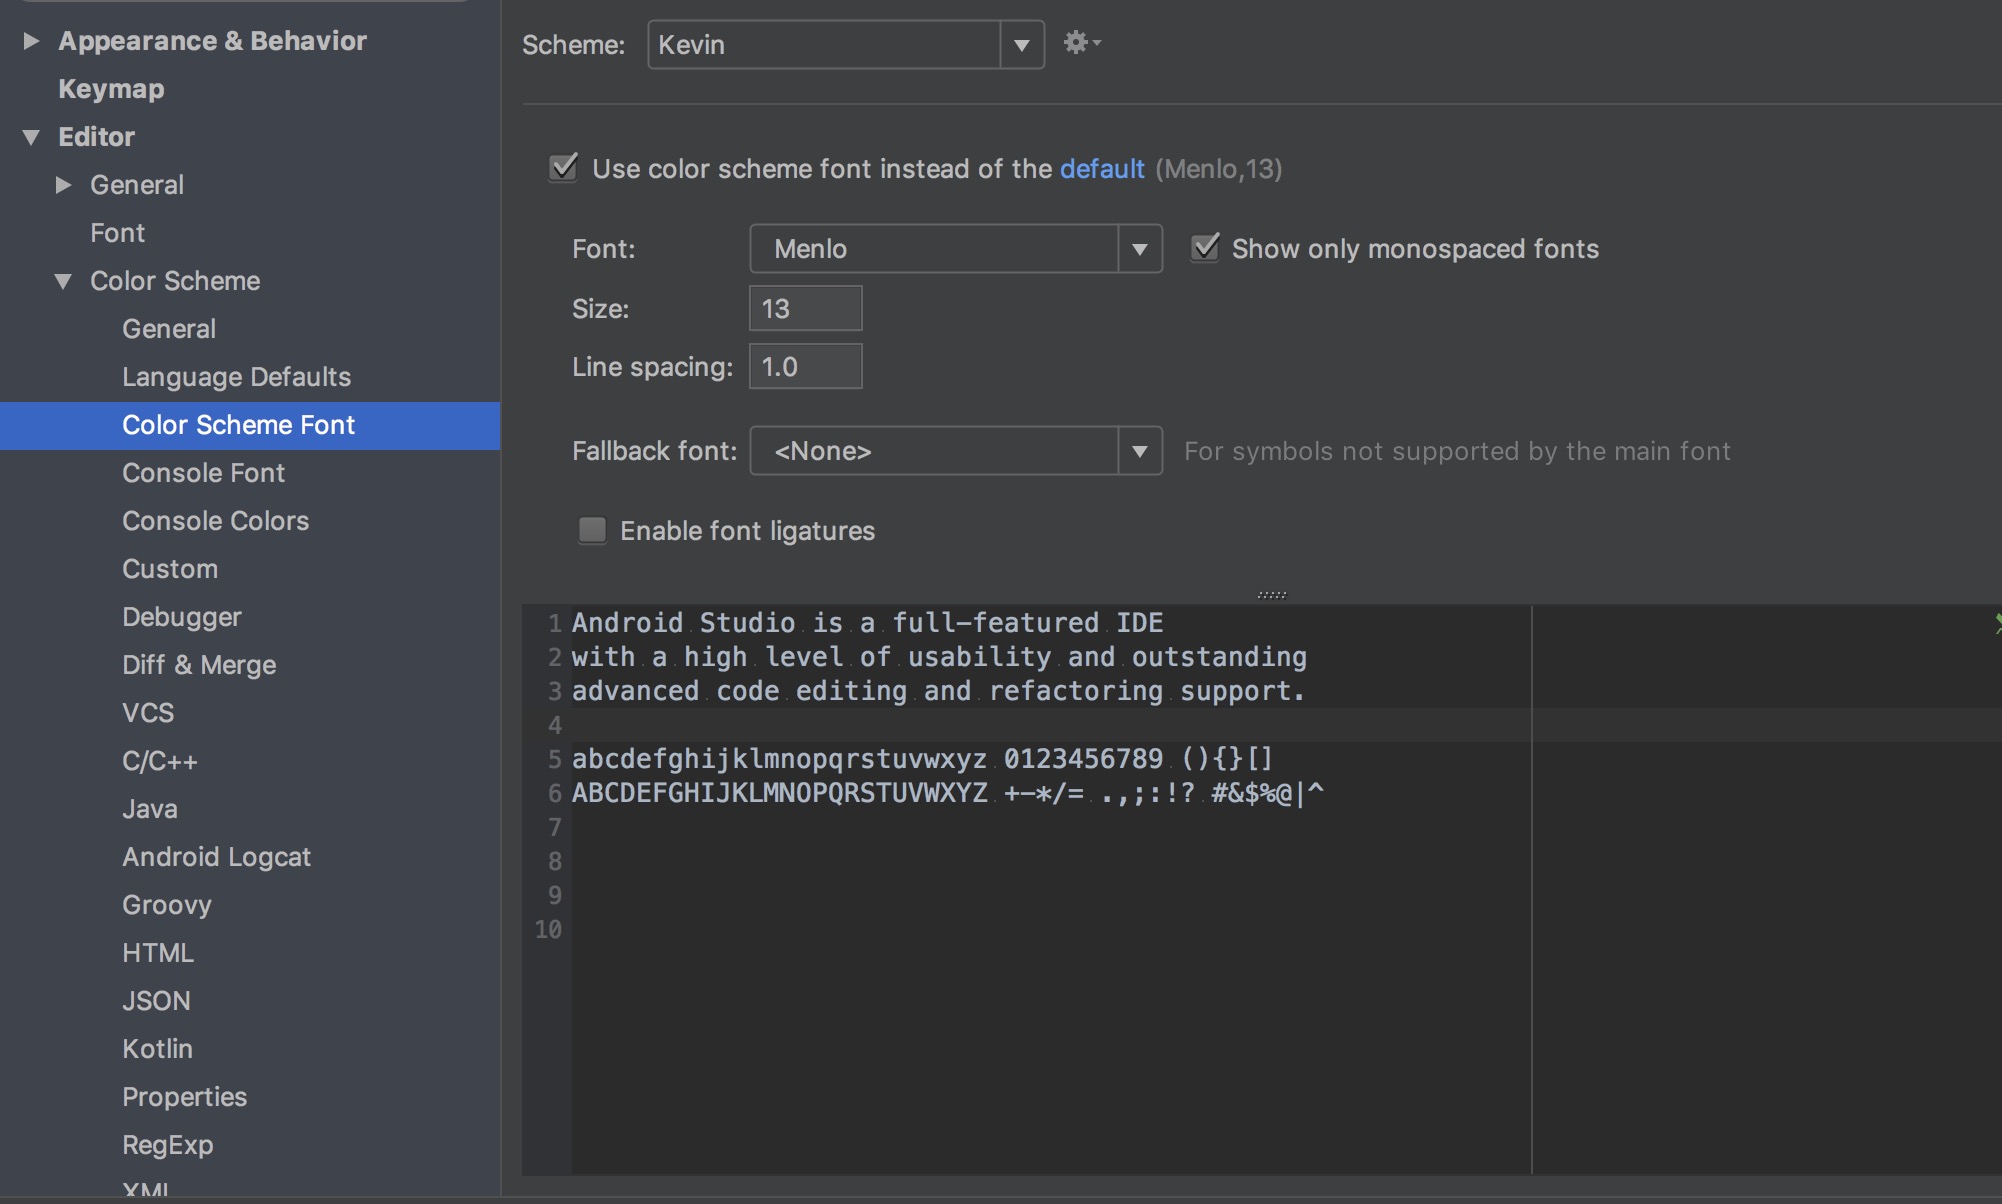 Appearance & Behavior
Keymap
Editor
General
Font
Color Scheme
General
Language Defaults
Color Scheme Font
Console Font
Console Colors
Custom
Debugger
Diff & Merge
VCS
C/C++
Java
Android Logcat
Groovy
HTML
JSON
Kotlin
Properties
RegExp
XML
Scheme: Kevin
Use color scheme font instead of the default (Menlo,13)
Font: Menlo Show only monospaced fonts
Size: 13
Line spacing: 1.0
Fallback font: <None> For symbols not supported by the main font
Enable font ligatures
1 Android Studio is a full-featured IDE
2 with a high level of usability and outstanding
3 advanced code editing and refactoring support.
4
5 abcdefghijklmnopqrstuvwxyz 0123456789 (){}[]
6 ABCDEFGHIJKLMNOPQRSTUVWXYZ +-*/= .,;:!? #&$%@|^
7
8
9
10